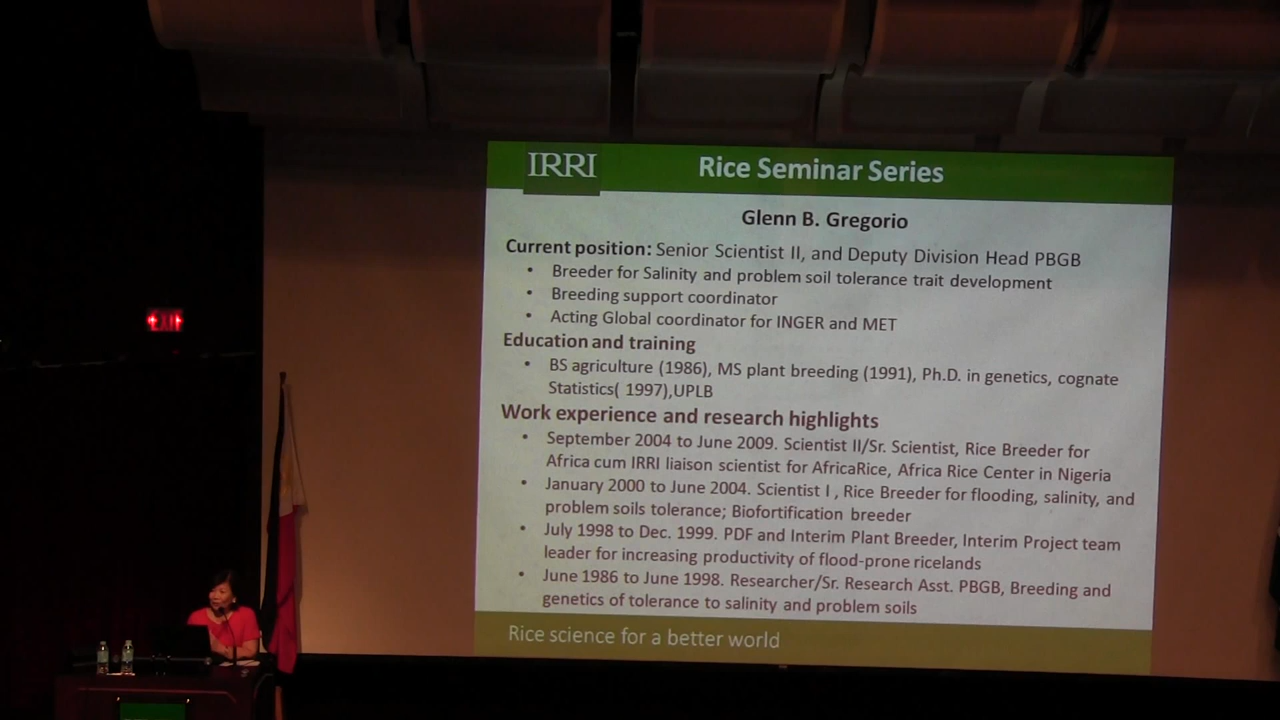 IRRI
Rice Seminar Series
Glenn B. Gregorio
Current position: Senior Scientist II, and Deputy Division Head PBGB
• Breeder for Salinity and problem soil tolerance trait development
• Breeding support coordinator
• Acting Global coordinator for INGER and MET
Education and training
• BS agriculture (1986), MS plant breeding (1991), Ph.D. in genetics, cognate
Statistics( 1997),UPLB
Work experience and research highlights
• September 2004 to June 2009. Scientist II/Sr. Scientist, Rice Breeder for
Africa cum IRRI liaison scientist for AfricaRice, Africa Rice Center in Nigeria
• January 2000 to June 2004. Scientist I , Rice Breeder for flooding, salinity, and
problem soils tolerance; Biofortification breeder
• July 1998 to Dec. 1999. PDF and Interim Plant Breeder, Interim Project team
leader for increasing productivity of flood-prone ricelands
• June 1986 to June 1998. Researcher/Sr. Research Asst. PBGB, Breeding and
genetics of tolerance to salinity and problem soils
Rice science for a better world
EXIT
IRRI